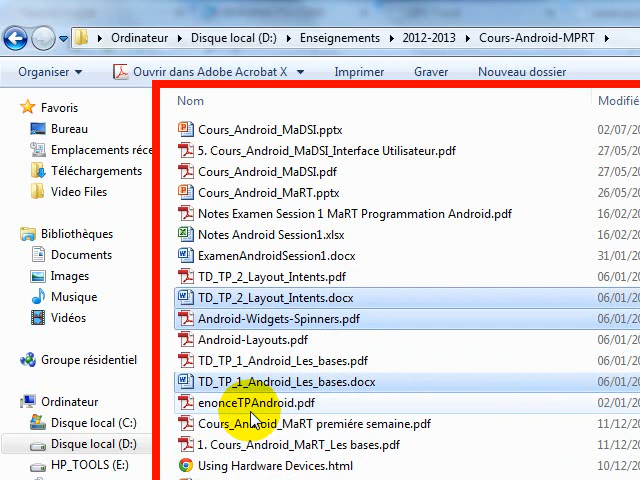 Ordinateur Disque local (D:) Enseignements 2012-2013 Cours-Android-MPRT
Organiser Ouvrir dans Adobe Acrobat X Imprimer Graver Nouveau dossier
Nom Modifié
Favoris
Bureau
Emplacements réce
Téléchargements
Video Files
Bibliothèques
Documents
Images
Musique
Vidéos
Groupe résidentiel
Ordinateur
Disque local (C:)
Disque local (D:)
HP_TOOLS (E:)
Cours_Android_MaDSI.pptx 02/07/20
5. Cours_Android_MaDSI_Interface Utilisateur.pdf 27/05/20
Cours_Android_MaDSI.pdf 27/05/20
Cours_Android_MaRT.pptx 16/02/20
Notes Examen Session 1 MaRT Programmation Android.pdf 16/02/20
Notes Android Session1.xlsx 16/02/20
ExamenAndroidSession1.docx 31/01/20
TD_TP_2_Layout_Intents.pdf 06/01/20
TD_TP_2_Layout_Intents.docx 06/01/20
Android-Widgets-Spinners.pdf 06/01/20
Android-Layouts.pdf 06/01/20
TD_TP_1_Android_Les_bases.pdf 06/01/20
TD_TP_1_Android_Les_bases.docx 06/01/20
enonceTPAndroid.pdf 02/01/20
Cours_Android_MaRT premiére semaine.pdf 11/12/20
1. Cours_Android_MaRT_Les bases.pdf 11/12/20
Using Hardware Devices.html 10/12/20